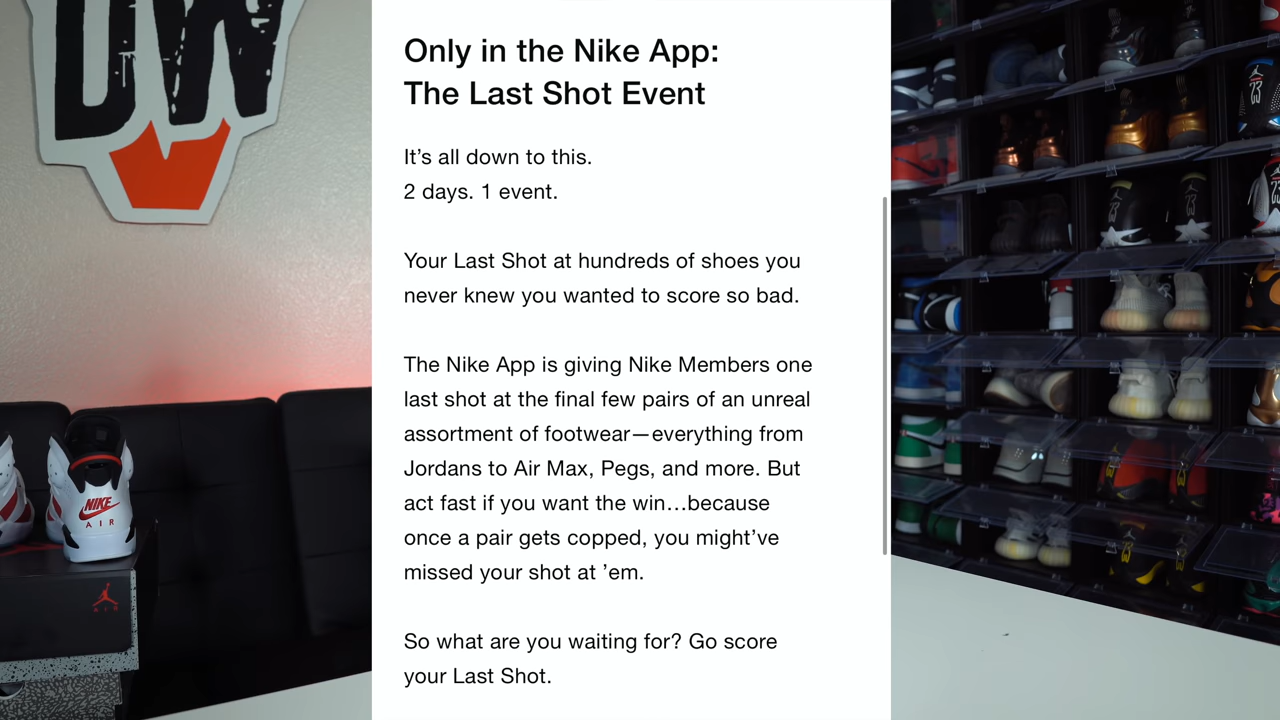 DW
Only in the Nike App:
The Last Shot Event
It’s all down to this.
2 days. 1 event.
Your Last Shot at hundreds of shoes you
never knew you wanted to score so bad.
The Nike App is giving Nike Members one
last shot at the final few pairs of an unreal
assortment of footwear—everything from
Jordans to Air Max, Pegs, and more. But
act fast if you want the win...because
once a pair gets copped, you might’ve
missed your shot at ’em.
So what are you waiting for? Go score
your Last Shot.
NIKE
AIR
23
23
23